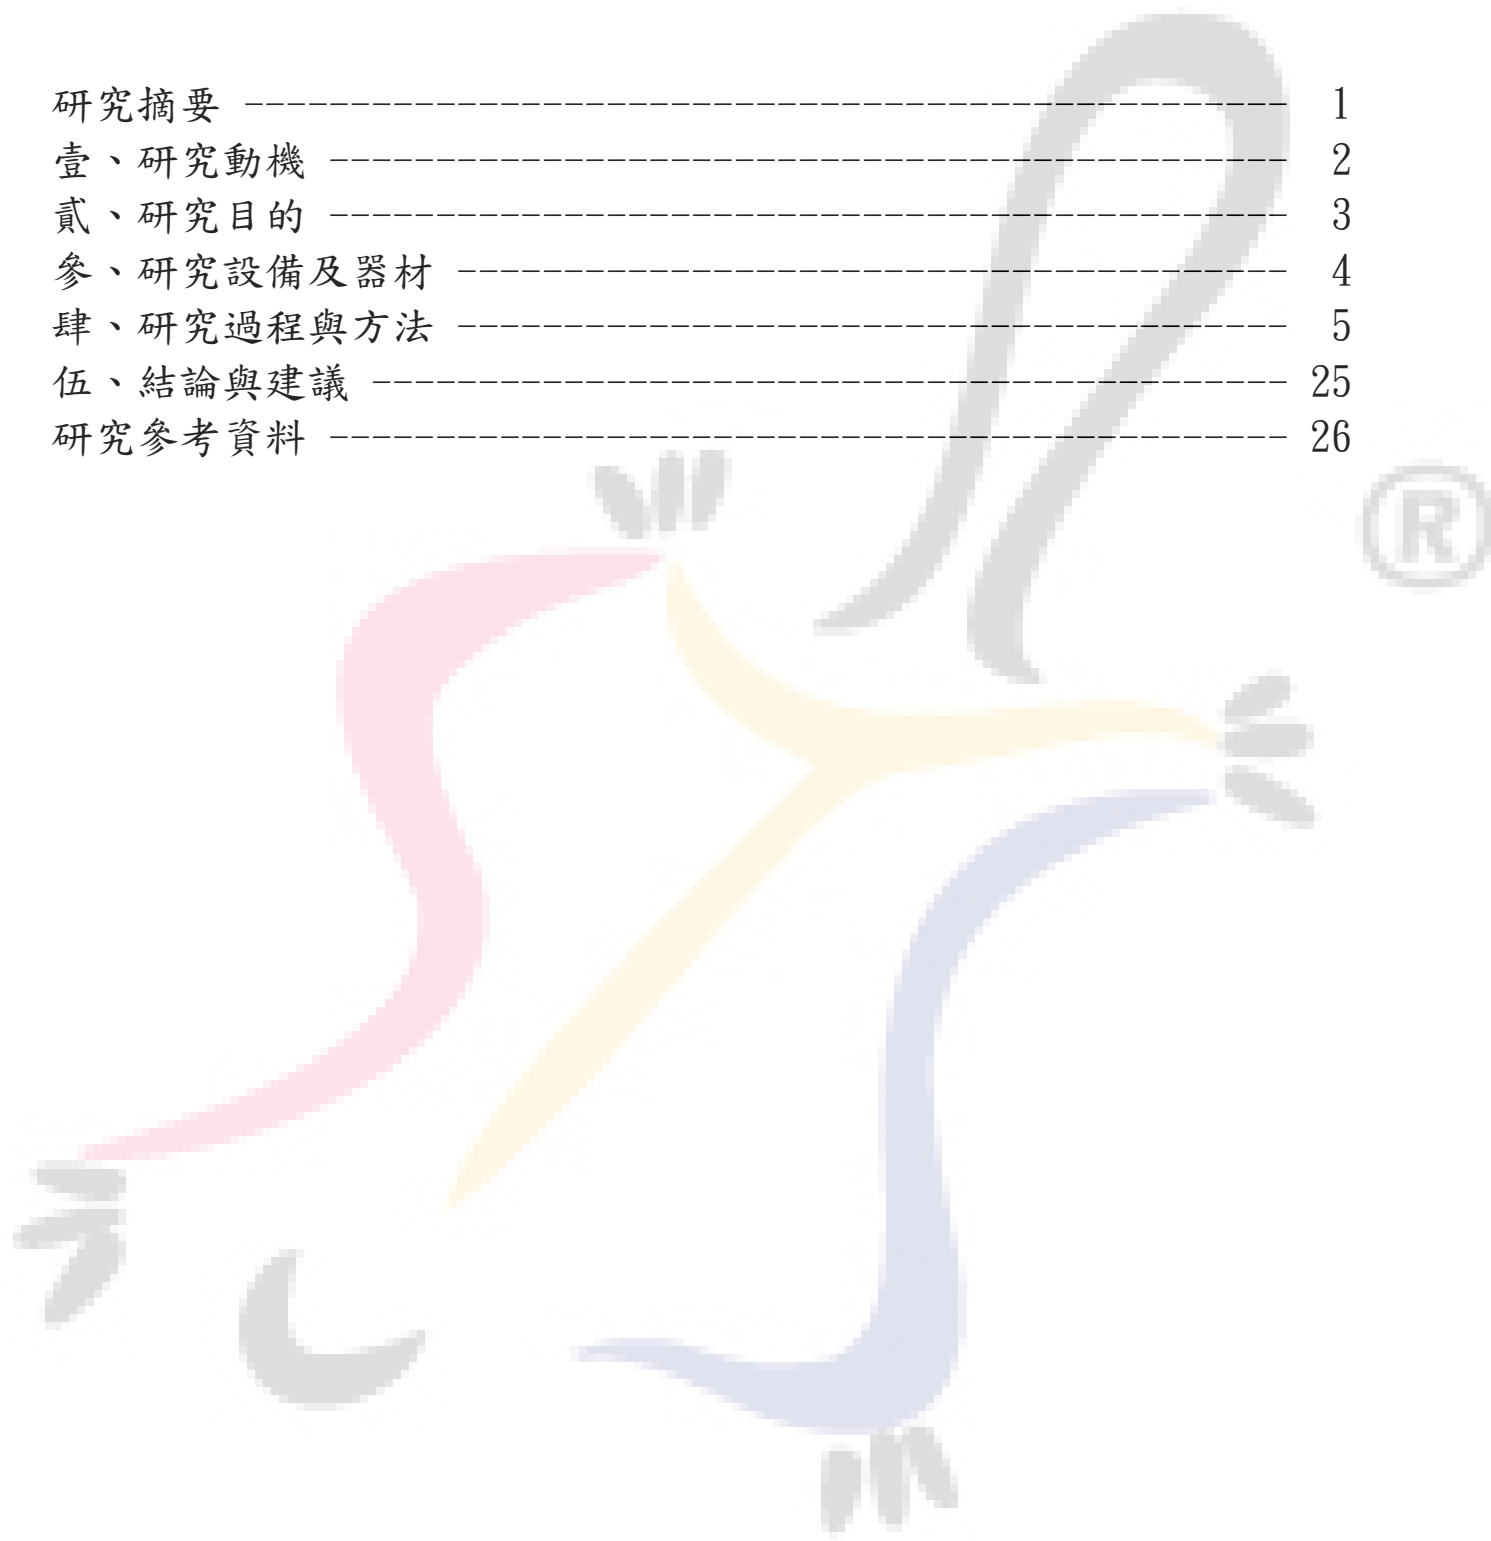 研究摘要 ------------------------------------------------- 1
壹、研究動機 --------------------------------------------- 2
貳、研究目的 --------------------------------------------- 3
參、研究設備及器材 --------------------------------------- 4
肆、研究過程與方法 --------------------------------------- 5
伍、結論與建議 ------------------------------------------- 25
研究參考資料 --------------------------------------------- 26
®